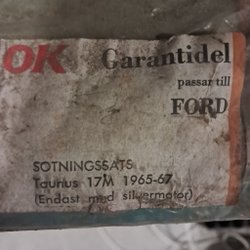 OK Garantidel
passar till
FORD
SOTNINGSSATS
Taunus 17M 1965-67
(Endast med silvermotor)